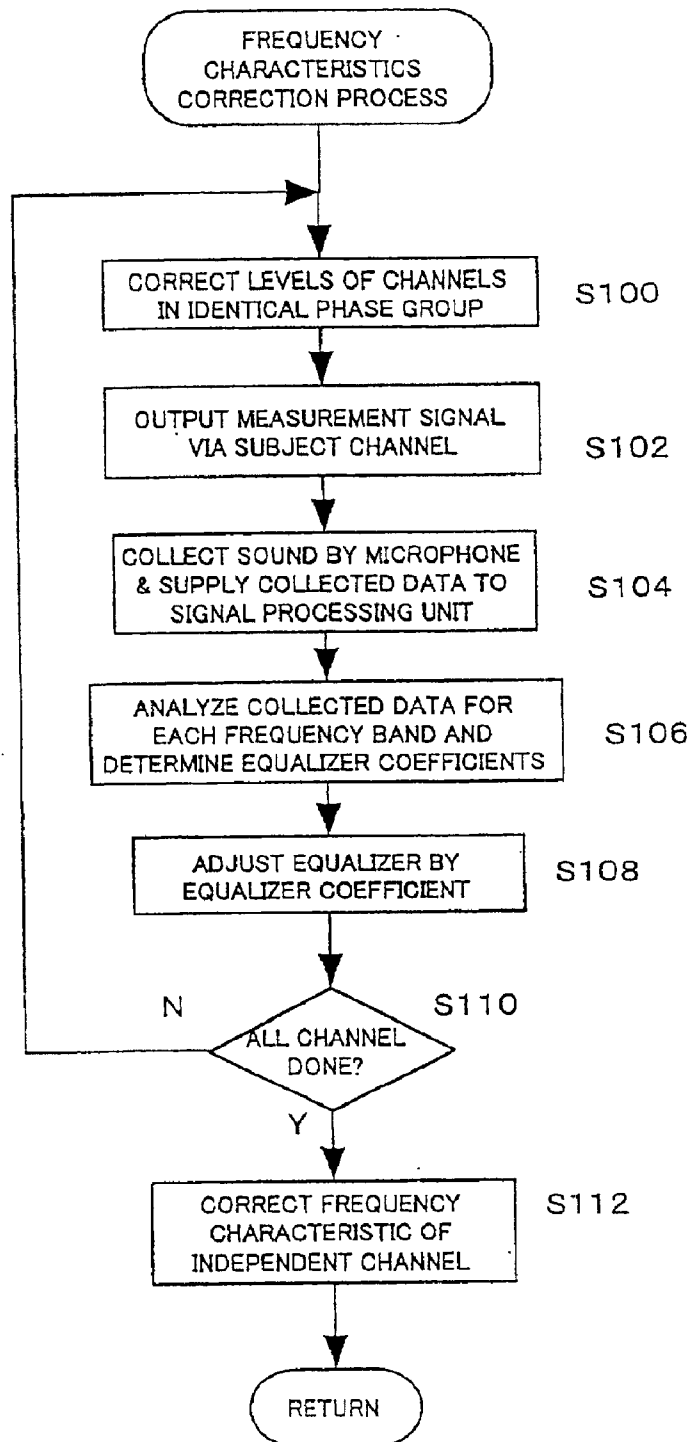 FREQUENCY
CHARACTERISTICS
CORRECTION PROCESS
CORRECT LEVELS OF CHANNELS
IN IDENTICAL PHASE GROUP
S100
OUTPUT MEASUREMENT SIGNAL
VIA SUBJECT CHANNEL
S102
COLLECT SOUND BY MICROPHONE
& SUPPLY COLLECTED DATA TO
SIGNAL PROCESSING UNIT
S104
ANALYZE COLLECTED DATA FOR
EACH FREQUENCY BAND AND
DETERMINE EQUALIZER COEFFICIENTS
S106
ADJUST EQUALIZER BY
EQUALIZER COEFFICIENT
S108
N
S110
ALL CHANNEL
DONE?
Y
CORRECT FREQUENCY
CHARACTERISTIC OF
INDEPENDENT CHANNEL
S112
RETURN